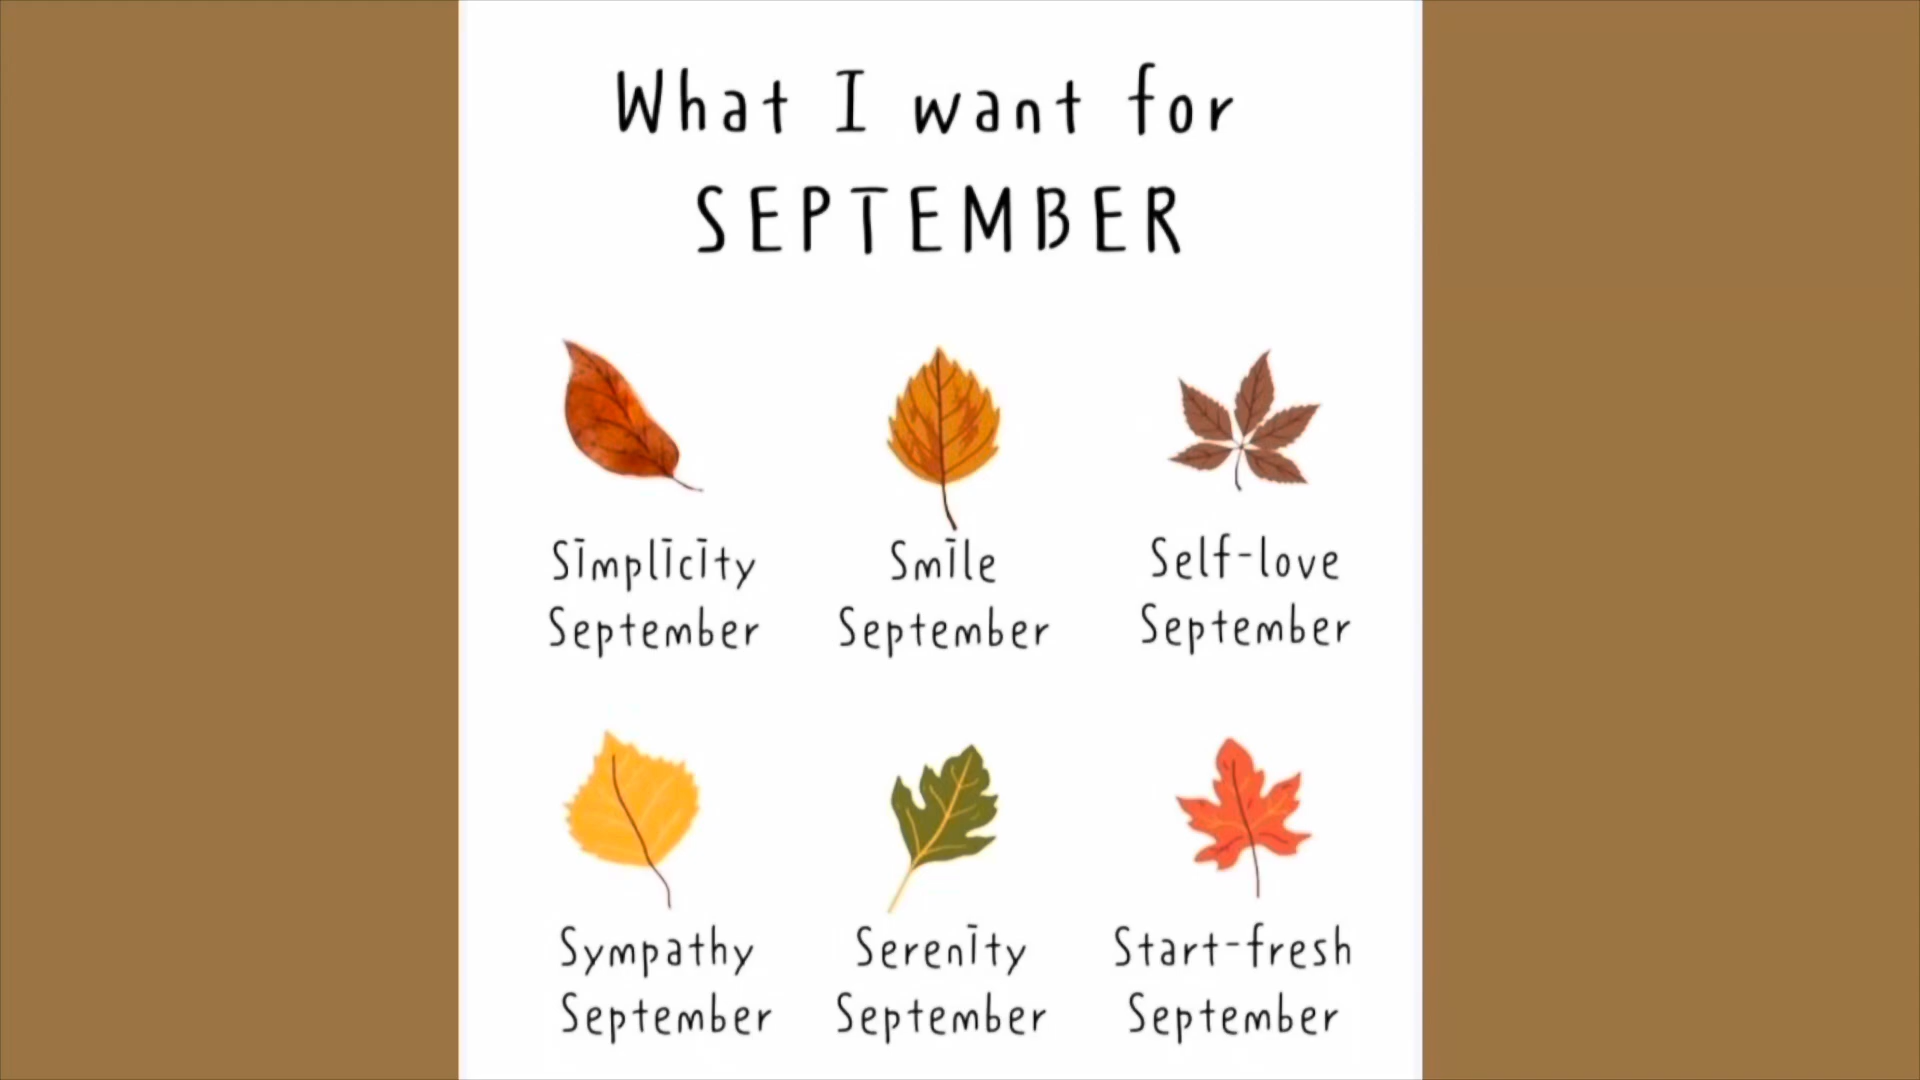 What I want for
SEPTEMBER
Simplicity
September
Smile
September
Self-love
September
Sympathy
September
Serenity
September
Start-fresh
September